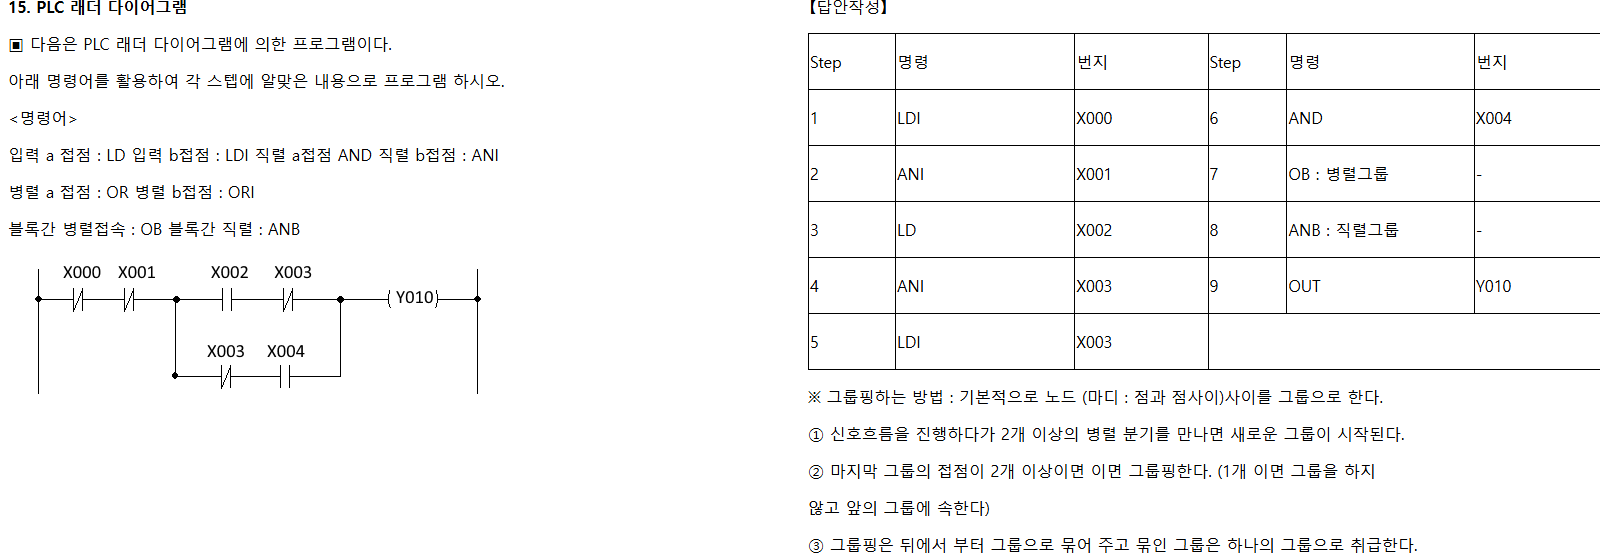 15. PLC 래더 다이어그램
▣ 다음은 PLC 래더 다이어그램에 의한 프로그램이다.
아래 명령어를 활용하여 각 스텝에 알맞은 내용으로 프로그램 하시오.
<명령어>
입력 a 접점 : LD 입력 b접점 : LDI 직렬 a접점 AND 직렬 b접점 : ANI
병렬 a 접점 : OR 병렬 b접점 : ORI
블록간 병렬접속 : OB 블록간 직렬 : ANB
X000 X001 X002 X003
Y010
X003 X004
【답안작성】
Step 명령 번지 Step 명령 번지
1 LDI X000 6 AND X004
2 ANI X001 7 OB : 병렬그룹 -
3 LD X002 8 ANB : 직렬그룹 -
4 ANI X003 9 OUT Y010
5 LDI X003
※ 그룹핑하는 방법 : 기본적으로 노드 (마디 : 점과 점사이)사이를 그룹으로 한다.
① 신호흐름을 진행하다가 2개 이상의 병렬 분기를 만나면 새로운 그룹이 시작된다.
② 마지막 그룹의 접점이 2개 이상이면 이면 그룹핑한다. (1개 이면 그룹을 하지
않고 앞의 그룹에 속한다)
③ 그룹핑은 뒤에서 부터 그룹으로 묶어 주고 묶인 그룹은 하나의 그룹으로 취급한다.